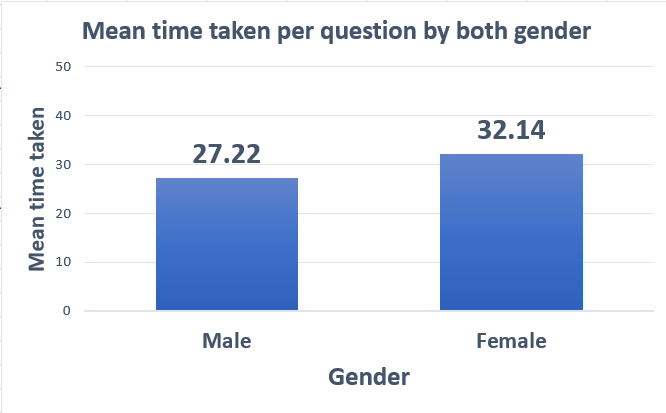 Mean time taken per question by both gender
50
40
30
20
10
0
Mean time taken
27.22
32.14
Male
Female
Gender